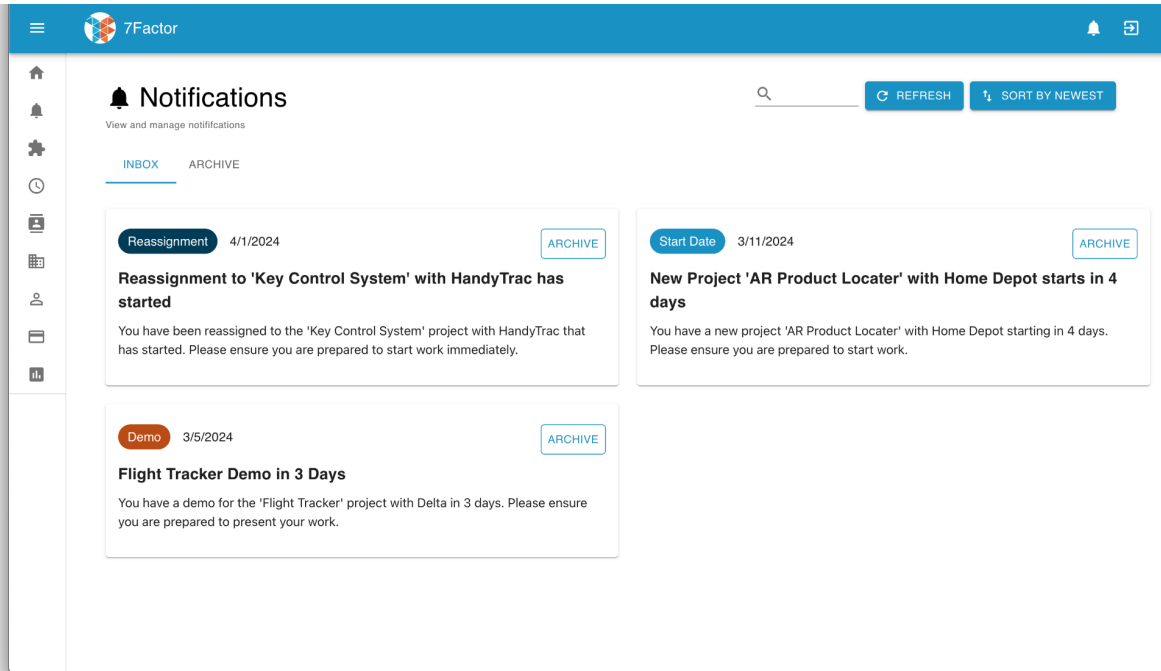 7Factor
Notifications
REFRESH
SORT BY NEWEST
View and manage notififcations
INBOX
ARCHIVE
Reassignment
4/1/2024
ARCHIVE
Reassignment to 'Key Control System' with HandyTrac has
started
You have been reassigned to the 'Key Control System' project with HandyTrac that
has started. Please ensure you are prepared to start work immediately.
Start Date
3/11/2024
ARCHIVE
New Project 'AR Product Locater' with Home Depot starts in 4
days
You have a new project 'AR Product Locater' with Home Depot starting in 4 days.
Please ensure you are prepared to start work.
Demo
3/5/2024
ARCHIVE
Flight Tracker Demo in 3 Days
You have a demo for the 'Flight Tracker' project with Delta in 3 days. Please ensure
you are prepared to present your work.